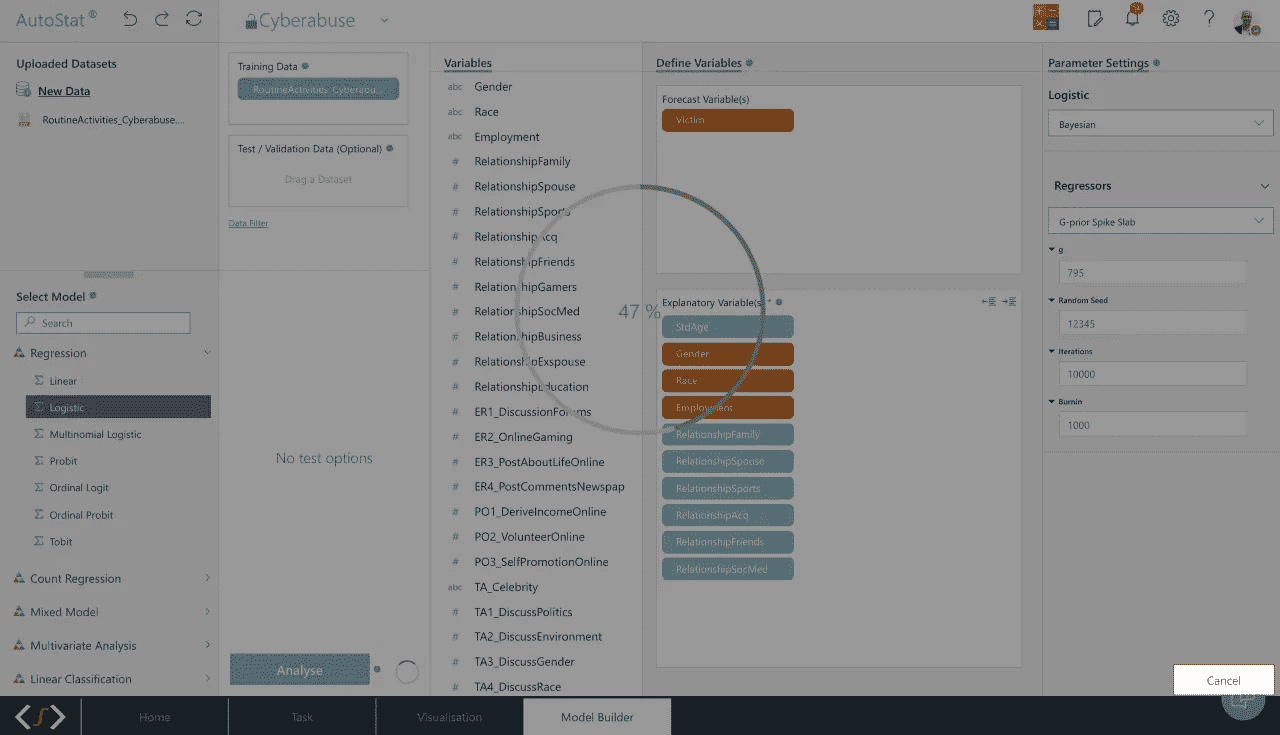 AutoStat ®
Cyberabuse
Uploaded Datasets
New Data
RoutineActivities_Cyberabuse....
Training Data
RoutineActivities_Cyberabu...
Test / Validation Data (Optional)
Drag a Dataset
Data Filter
Select Model
Search
Regression
Linear
Logistic
Multinomial Logistic
Probit
Ordinal Logit
Ordinal Probit
Tobit
Count Regression
Mixed Model
Multivariate Analysis
Linear Classification
No test options
Analyse
Variables
abc Gender
abc Race
abc Employment
# RelationshipFamily
# RelationshipSpouse
# RelationshipSports
# RelationshipAcq
# RelationshipFriends
# RelationshipGamers
# RelationshipSocMed
# RelationshipBusiness
# RelationshipExspouse
# RelationshipEducation
# ER1_DiscussionForums
# ER2_OnlineGaming
# ER3_PostAboutLifeOnline
# ER4_PostCommentsNewspap
# PO1_DeriveIncomeOnline
# PO2_VolunteerOnline
# PO3_SelfPromotionOnline
abc TA_Celebrity
# TA1_DiscussPolitics
# TA2_DiscussEnvironment
# TA3_DiscussGender
# TA4_DiscussRace
47 %
Define Variables
Forecast Variable(s)
Victim
Explanatory Variable(s) *
StdAge
Gender
Race
Employment
RelationshipFamily
RelationshipSpouse
RelationshipSports
RelationshipAcq
RelationshipFriends
RelationshipSocMed
Parameter Settings
Logistic
Bayesian
Regressors
G-prior Spike Slab
g
795
Random Seed
12345
Iterations
10000
Burnin
1000
Cancel
Home
Task
Visualisation
Model Builder